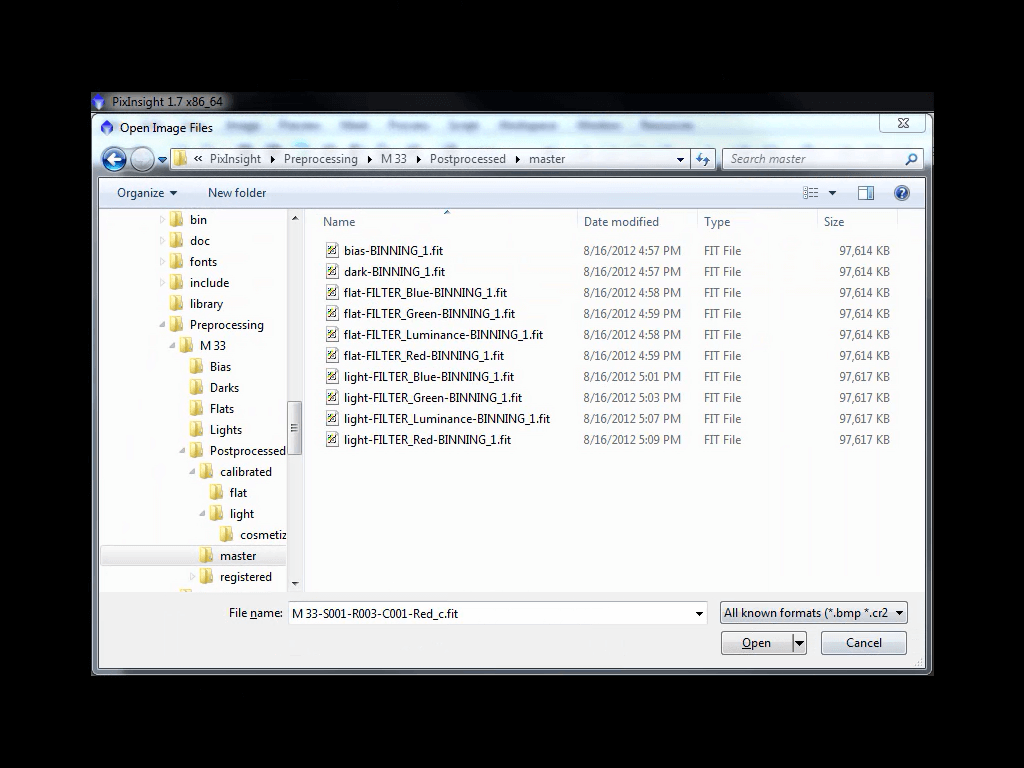 PixInsight 1.7 x86_64
Open Image Files
« PixInsight Preprocessing M 33 Postprocessed master
Search master
Organize New folder
bin
doc
fonts
include
library
Preprocessing
M 33
Bias
Darks
Flats
Lights
Postprocessed
calibrated
flat
light
cosmetiz
master
registered
Name Date modified Type Size
bias-BINNING_1.fit 8/16/2012 4:57 PM FIT File 97,614 KB
dark-BINNING_1.fit 8/16/2012 4:57 PM FIT File 97,614 KB
flat-FILTER_Blue-BINNING_1.fit 8/16/2012 4:58 PM FIT File 97,614 KB
flat-FILTER_Green-BINNING_1.fit 8/16/2012 4:59 PM FIT File 97,614 KB
flat-FILTER_Luminance-BINNING_1.fit 8/16/2012 4:58 PM FIT File 97,614 KB
flat-FILTER_Red-BINNING_1.fit 8/16/2012 4:59 PM FIT File 97,614 KB
light-FILTER_Blue-BINNING_1.fit 8/16/2012 5:01 PM FIT File 97,617 KB
light-FILTER_Green-BINNING_1.fit 8/16/2012 5:03 PM FIT File 97,617 KB
light-FILTER_Luminance-BINNING_1.fit 8/16/2012 5:07 PM FIT File 97,617 KB
light-FILTER_Red-BINNING_1.fit 8/16/2012 5:09 PM FIT File 97,617 KB
File name: M 33-S001-R003-C001-Red_c.fit
All known formats (*.bmp *.cr2
Open Cancel